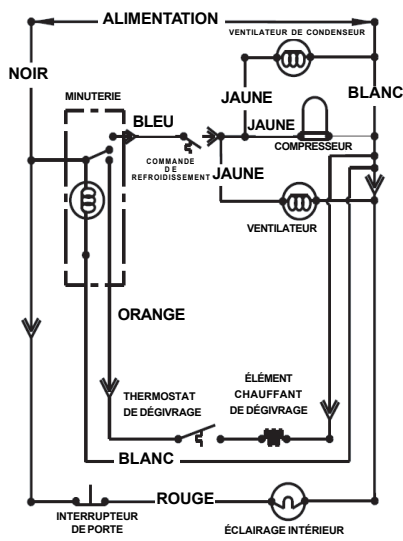 ALIMENTATION
VENTILATEUR DE CONDENSEUR
NOIR
BLANC
MINUTERIE
JAUNE
BLEU
JAUNE
COMPRESSEUR
COMMANDE
DE
REFROIDISSEMENT
JAUNE
VENTILATEUR
ORANGE
THERMOSTAT
DE DÉGIVRAGE
ÉLÉMENT
CHAUFFANT
DE DÉGIVRAGE
BLANC
ROUGE
INTERRUPTEUR
DE PORTE
ÉCLAIRAGE INTÉRIEUR